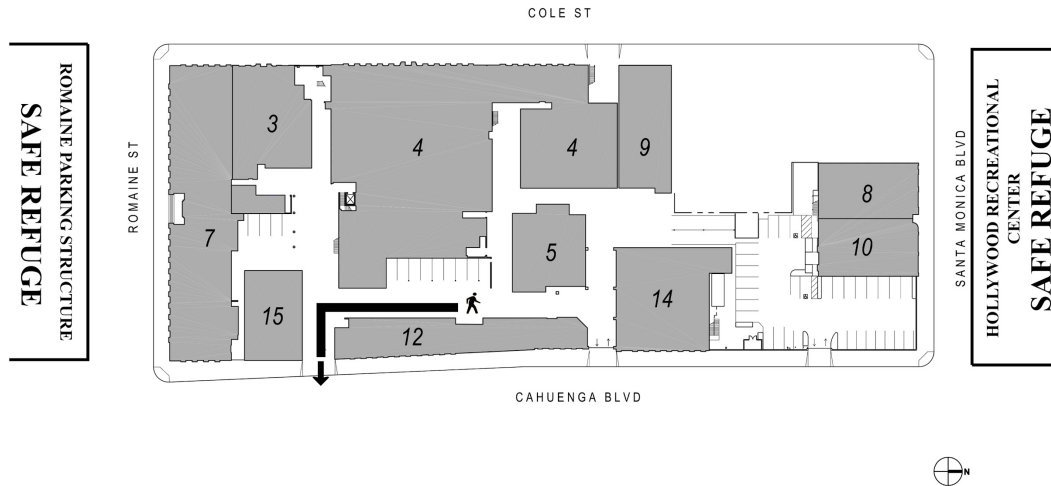 COLE ST
ROMAINE PARKING STRUCTURE
SAFE REFUGE
ROMAINE ST
3
4
4
9
7
5
8
10
15
12
14
SANTA MONICA BLVD
HOLLYWOOD RECREATIONAL
CENTER
SAFE REFUGE
CAHUENGA BLVD
N